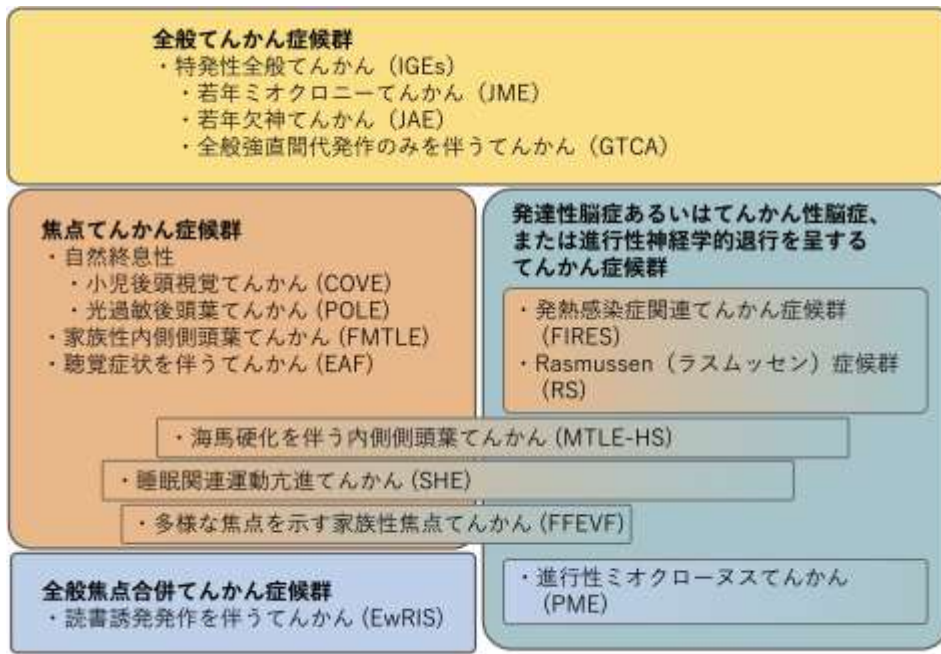 全般てんかん症候群
・特発性全般てんかん（IGEs）
・若年ミオクロニーてんかん（JME）
・若年欠神てんかん（JAE）
・全般強直間代発作のみを伴うてんかん（GTCA）
焦点てんかん症候群
・自然終息性
・小児後頭視覚てんかん (COVE)
・光過敏後頭葉てんかん (POLE)
・家族性内側側頭葉てんかん (FMTLE)
・聴覚症状を伴うてんかん (EAF)
発達性脳症あるいはてんかん性脳症、
または進行性神経学的退行を呈する
てんかん症候群
・発熱感染症関連てんかん症候群
(FIRES)
・Rasmussen（ラスムッセン）症候群
(RS)
・海馬硬化を伴う内側側頭葉てんかん (MTLE-HS)
・睡眠関連運動亢進てんかん (SHE)
・多様な焦点を示す家族性焦点てんかん (FFEVF)
全般焦点合併てんかん症候群
・読書誘発発作を伴うてんかん (EwRIS)
・進行性ミオクローヌスてんかん
(PME)